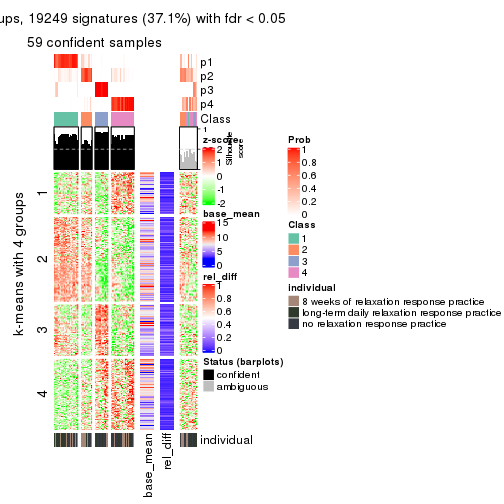 ups, 19249 signatures (37.1%) with fdr < 0.05
59 confident samples
p1
p2
p3
p4
Class
1
Silhouette
score
k-means with 4 groups
1
2
3
4
individual
base_mean
rel_diff
z-score
2
1
0
-1
-2
base_mean
15
10
5
0
rel_diff
1
0.8
0.6
0.4
0.2
0
Status (barplots)
confident
ambiguous
Prob
1
0.8
0.6
0.4
0.2
0
Class
1
2
3
4
individual
8 weeks of relaxation response practice
long-term daily relaxation response practice
no relaxation response practice